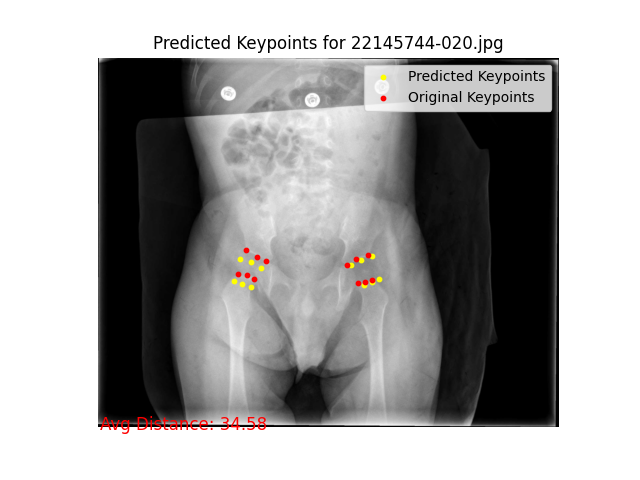 Predicted Keypoints for 22145744-020.jpg
Predicted Keypoints
Original Keypoints
Avg Distance: 34.58